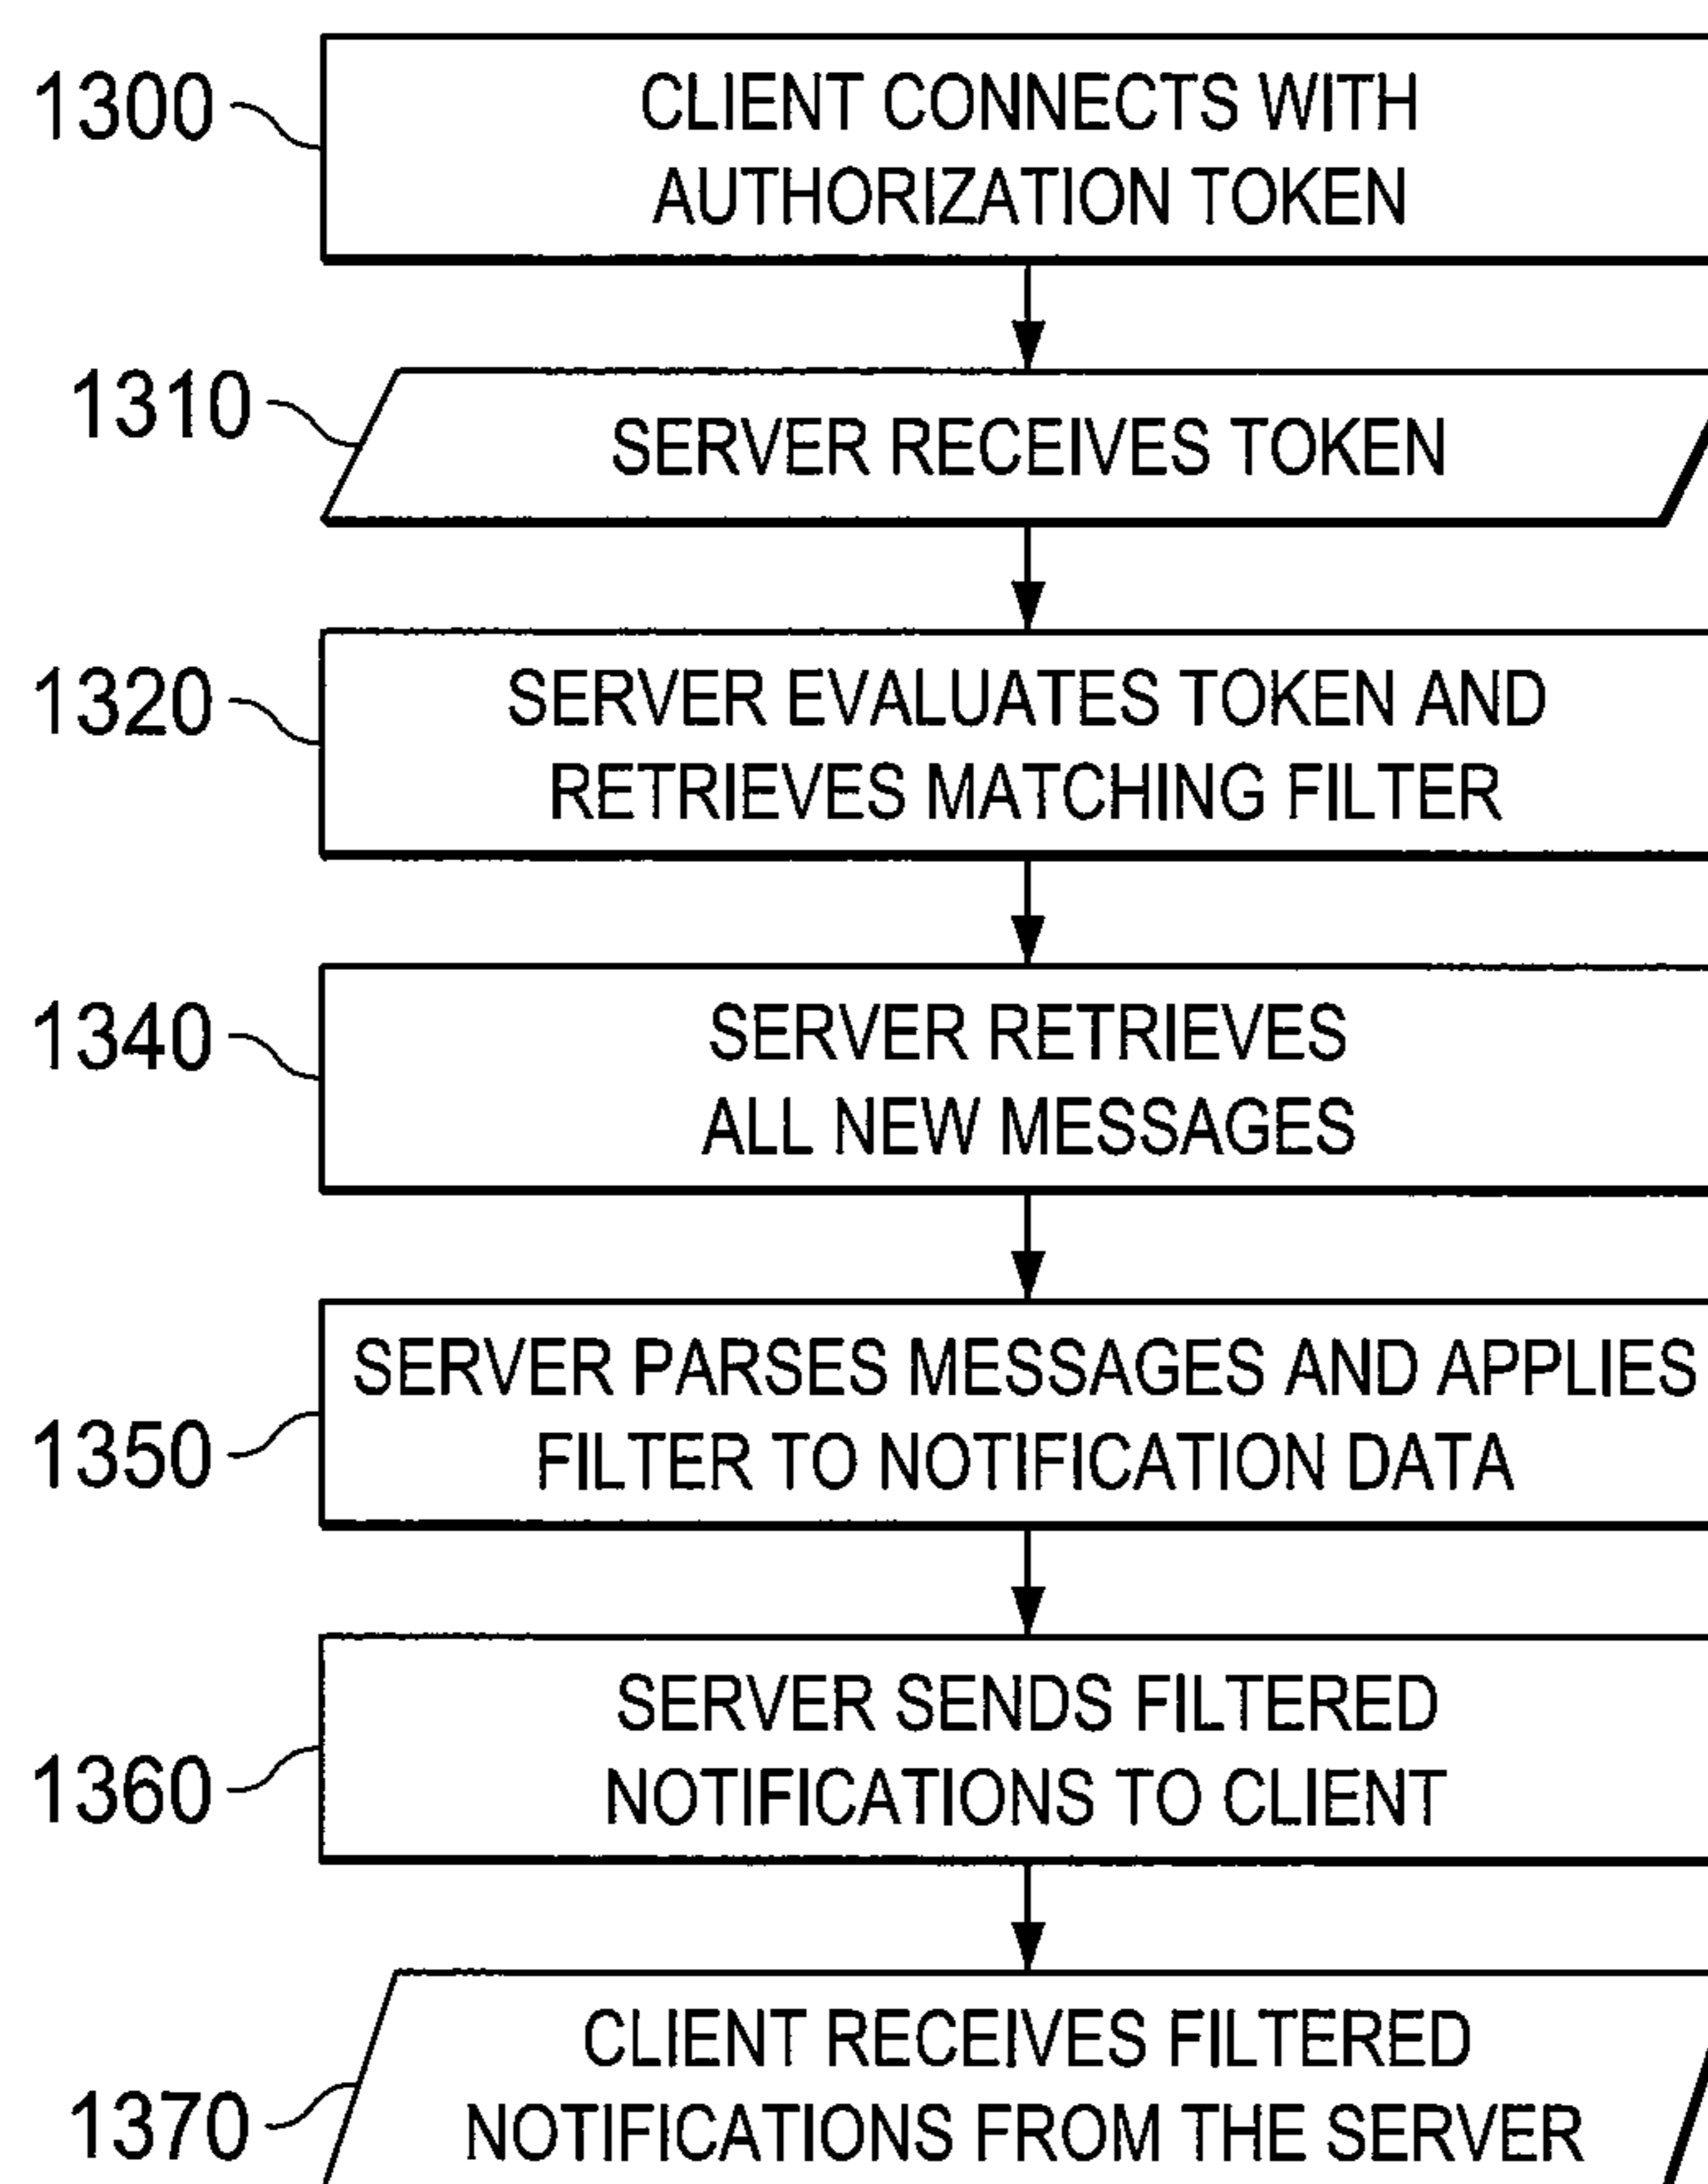 1300
CLIENT CONNECTS WITH
AUTHORIZATION TOKEN
1310
SERVER RECEIVES TOKEN
1320
SERVER EVALUATES TOKEN AND
RETRIEVES MATCHING FILTER
1340
SERVER RETRIEVES
ALL NEW MESSAGES
1350
SERVER PARSES MESSAGES AND APPLIES
FILTER TO NOTIFICATION DATA
1360
SERVER SENDS FILTERED
NOTIFICATIONS TO CLIENT
1370
CLIENT RECEIVES FILTERED
NOTIFICATIONS FROM THE SERVER